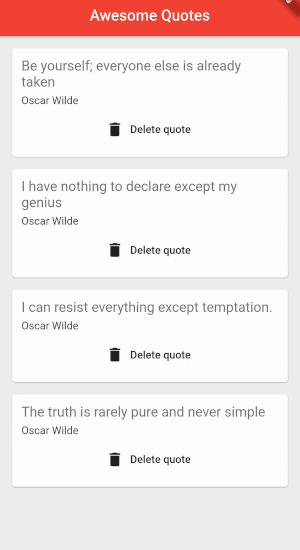 Awesome Quotes
Be yourself; everyone else is already
taken
Oscar Wilde
Delete quote
I have nothing to declare except my
genius
Oscar Wilde
Delete quote
I can resist everything except temptation.
Oscar Wilde
Delete quote
The truth is rarely pure and never simple
Oscar Wilde
Delete quote